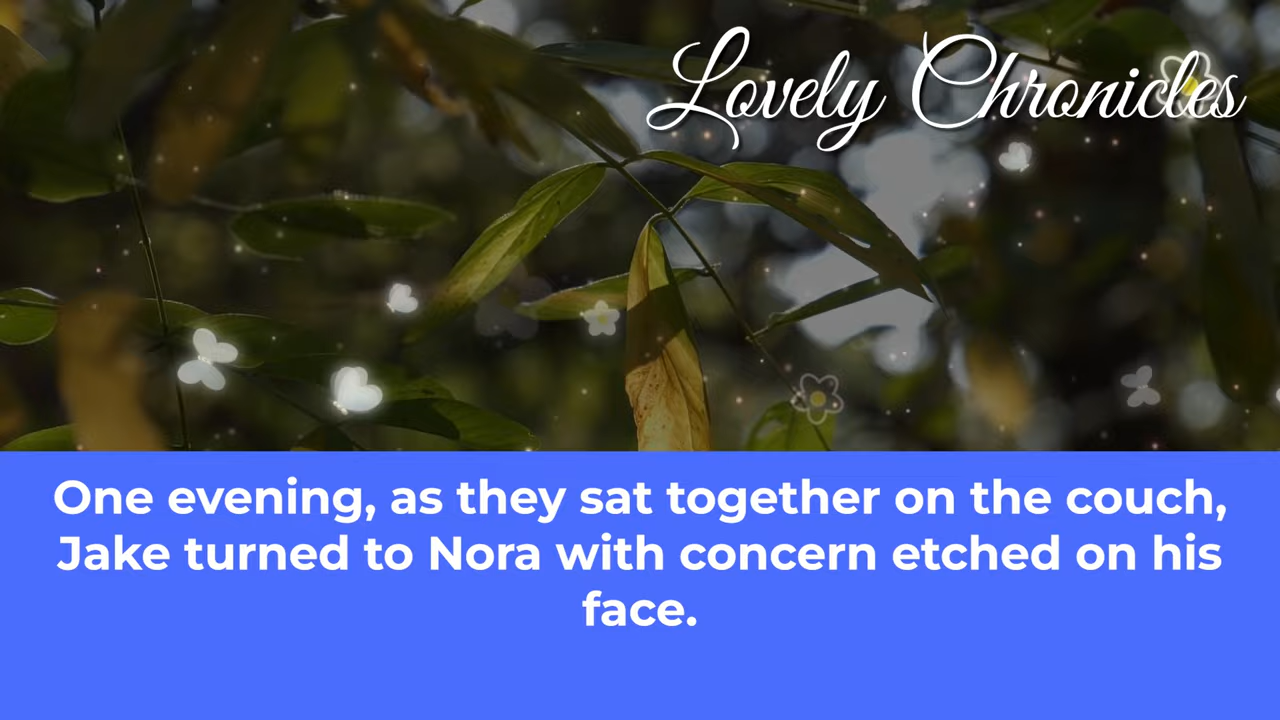 Lovely Chronicles
One evening, as they sat together on the couch,
Jake turned to Nora with concern etched on his
face.